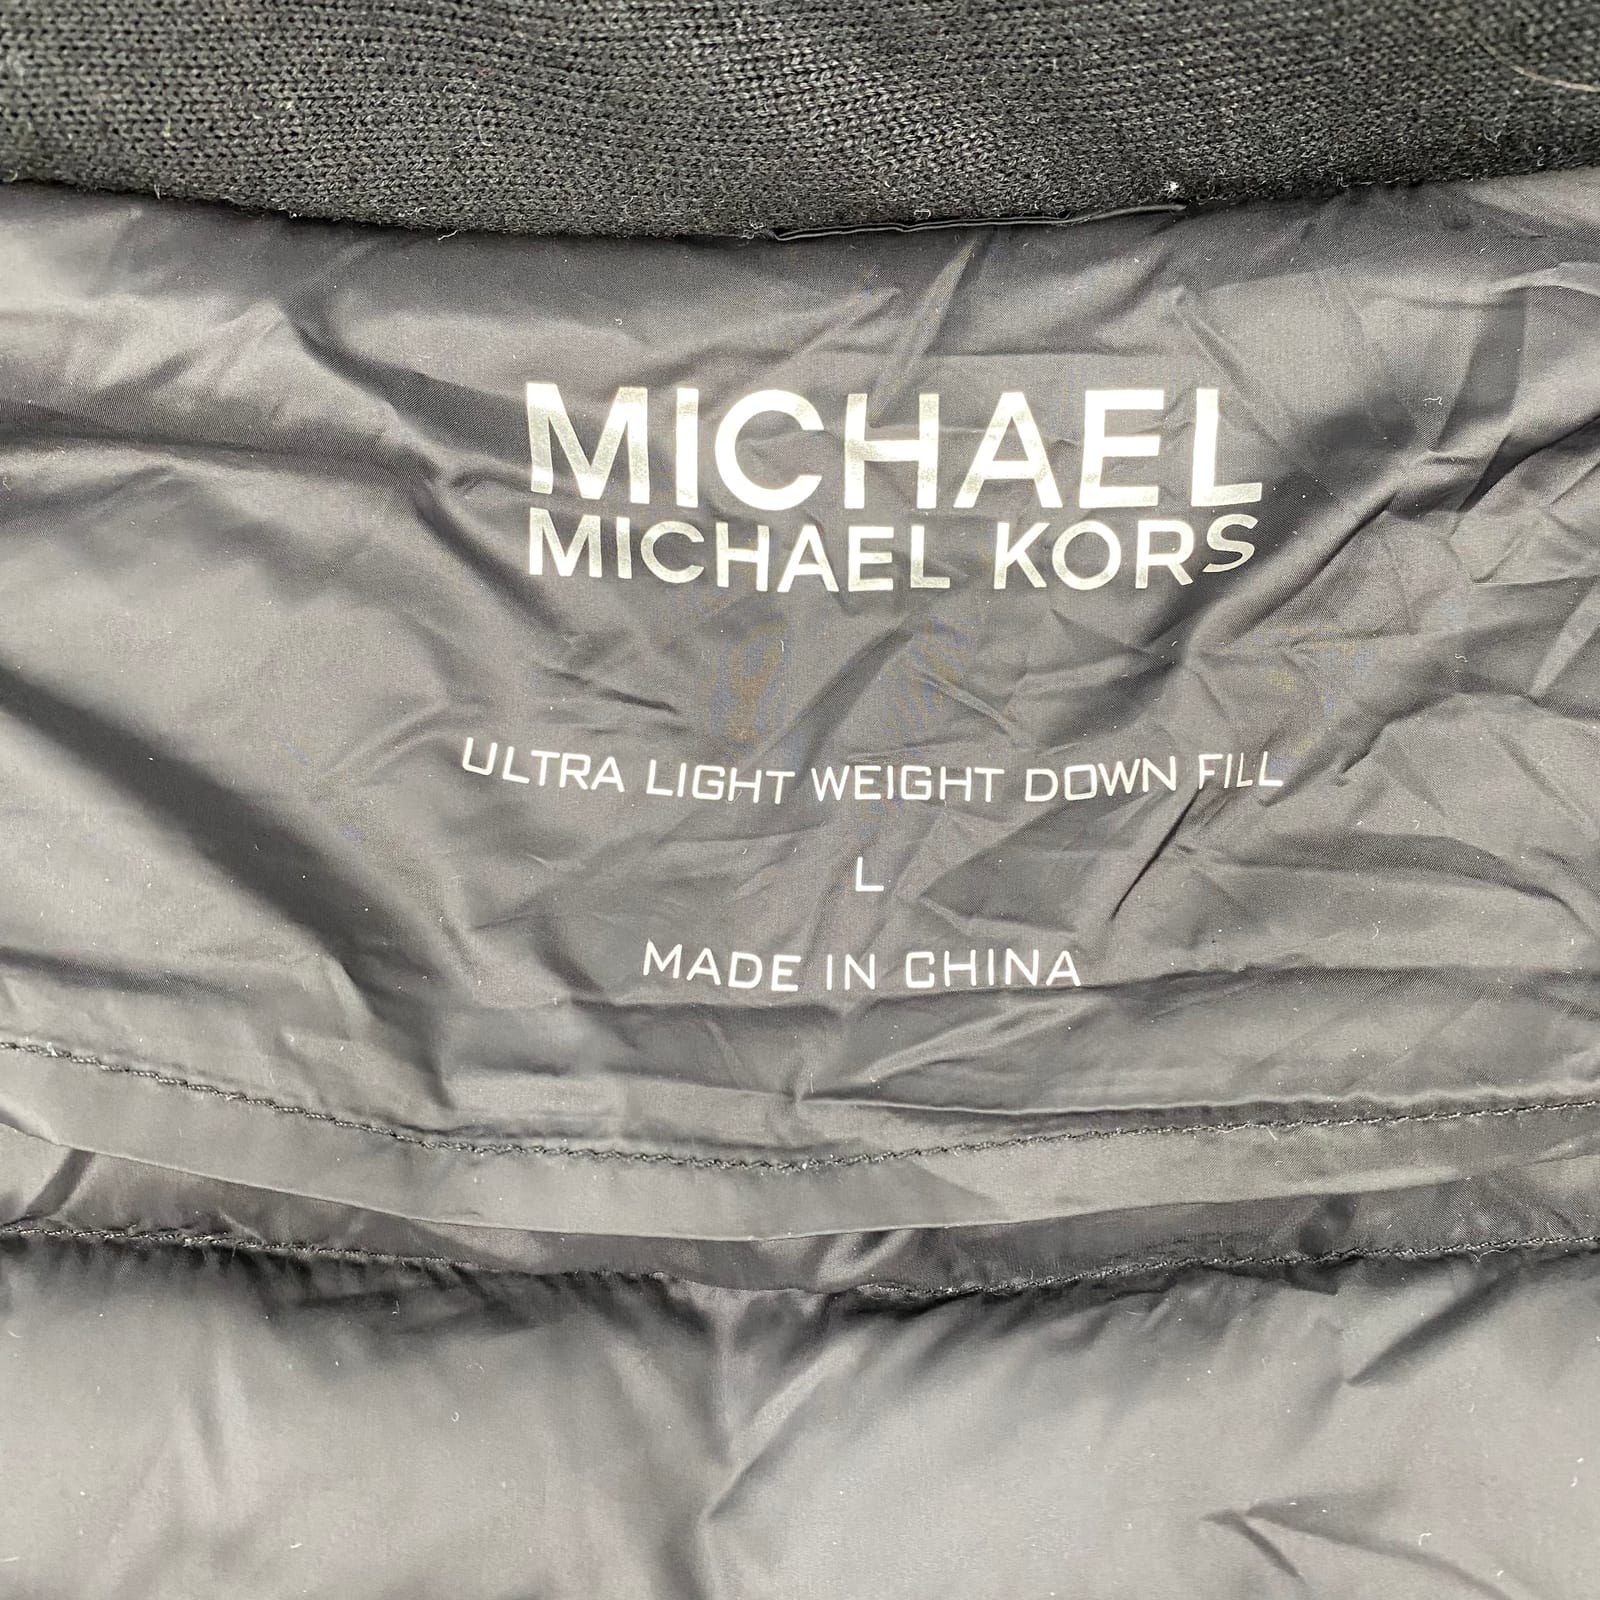 MICHAEL
MICHAEL KORS
ULTRA LIGHT WEIGHT DOWN FILL
L
MADE IN CHINA